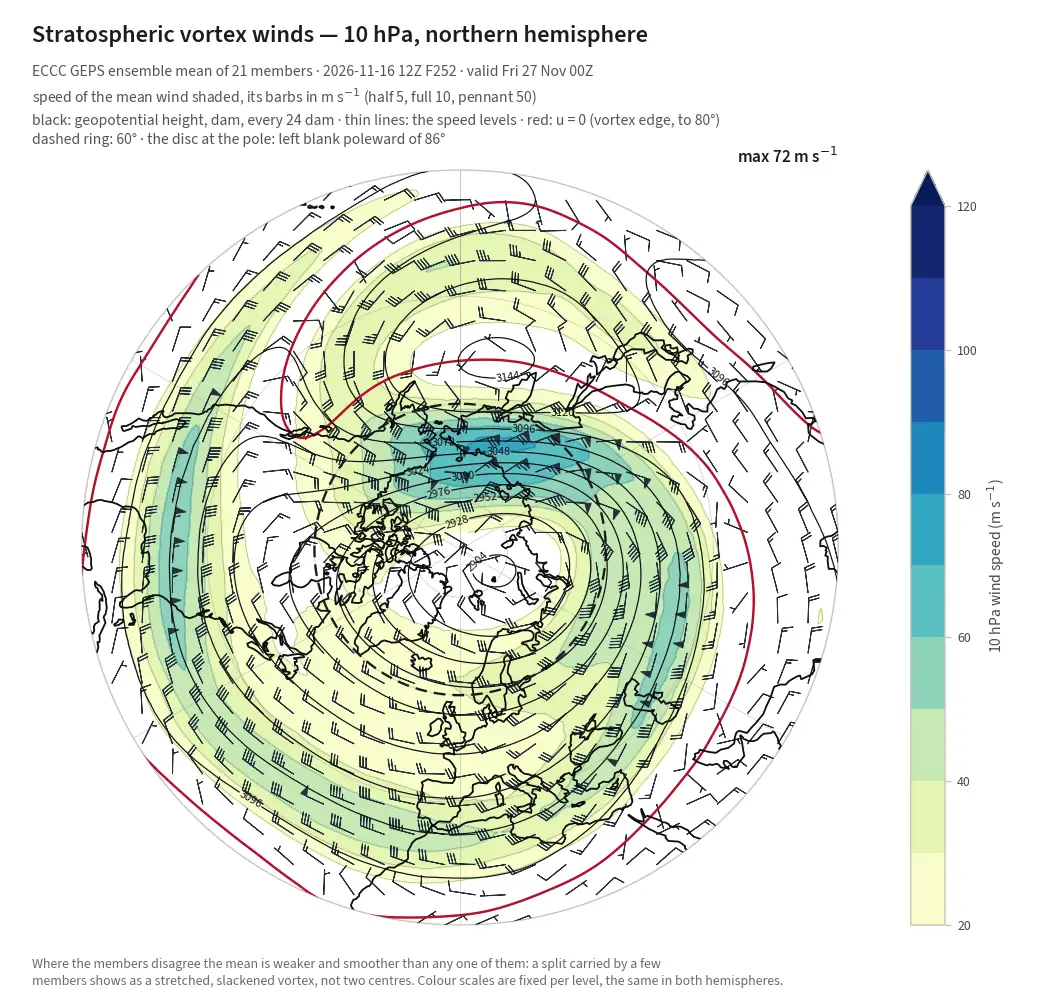 Stratospheric vortex winds — 10 hPa, northern hemisphere
ECCC GEPS ensemble mean of 21 members · 2026-11-16 12Z F252 · valid Fri 27 Nov 00Z
speed of the mean wind shaded, its barbs in m s⁻¹ (half 5, full 10, pennant 50)
black: geopotential height, dam, every 24 dam · thin lines: the speed levels · red: u = 0 (vortex edge, to 80°)
dashed ring: 60° · the disc at the pole: left blank poleward of 86°
max 72 m s⁻¹
120
100
80
60
40
20
10 hPa wind speed (m s⁻¹)
3096
3144
3096
3048
2976
2952
2928
3096
Where the members disagree the mean is weaker and smoother than any one of them: a split carried by a few
members shows as a stretched, slackened vortex, not two centres. Colour scales are fixed per level, the same in both hemispheres.